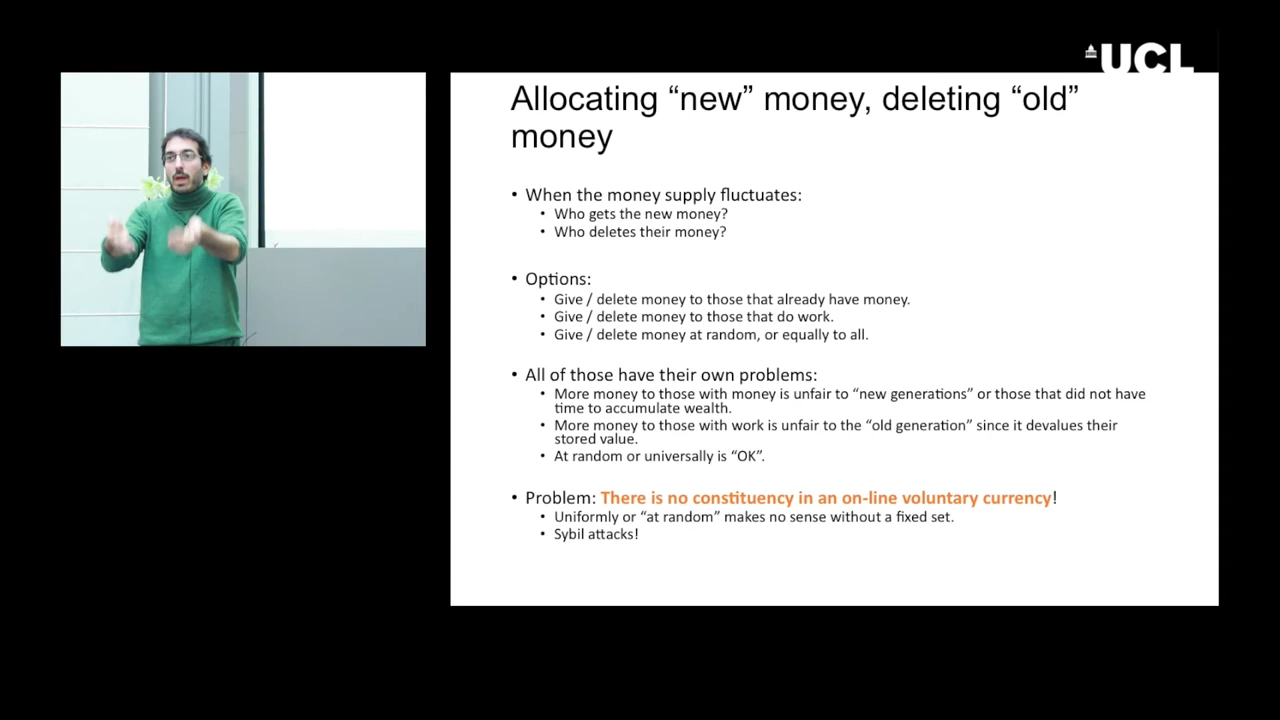 UCL
Allocating “new” money, deleting “old”
money
• When the money supply fluctuates:
• Who gets the new money?
• Who deletes their money?
• Options:
• Give / delete money to those that already have money.
• Give / delete money to those that do work.
• Give / delete money at random, or equally to all.
• All of those have their own problems:
• More money to those with money is unfair to “new generations” or those that did not have
time to accumulate wealth.
• More money to those with work is unfair to the “old generation” since it devalues their
stored value.
• At random or universally is “OK”.
• Problem: There is no constituency in an on-line voluntary currency!
• Uniformly or “at random” makes no sense without a fixed set.
• Sybil attacks!